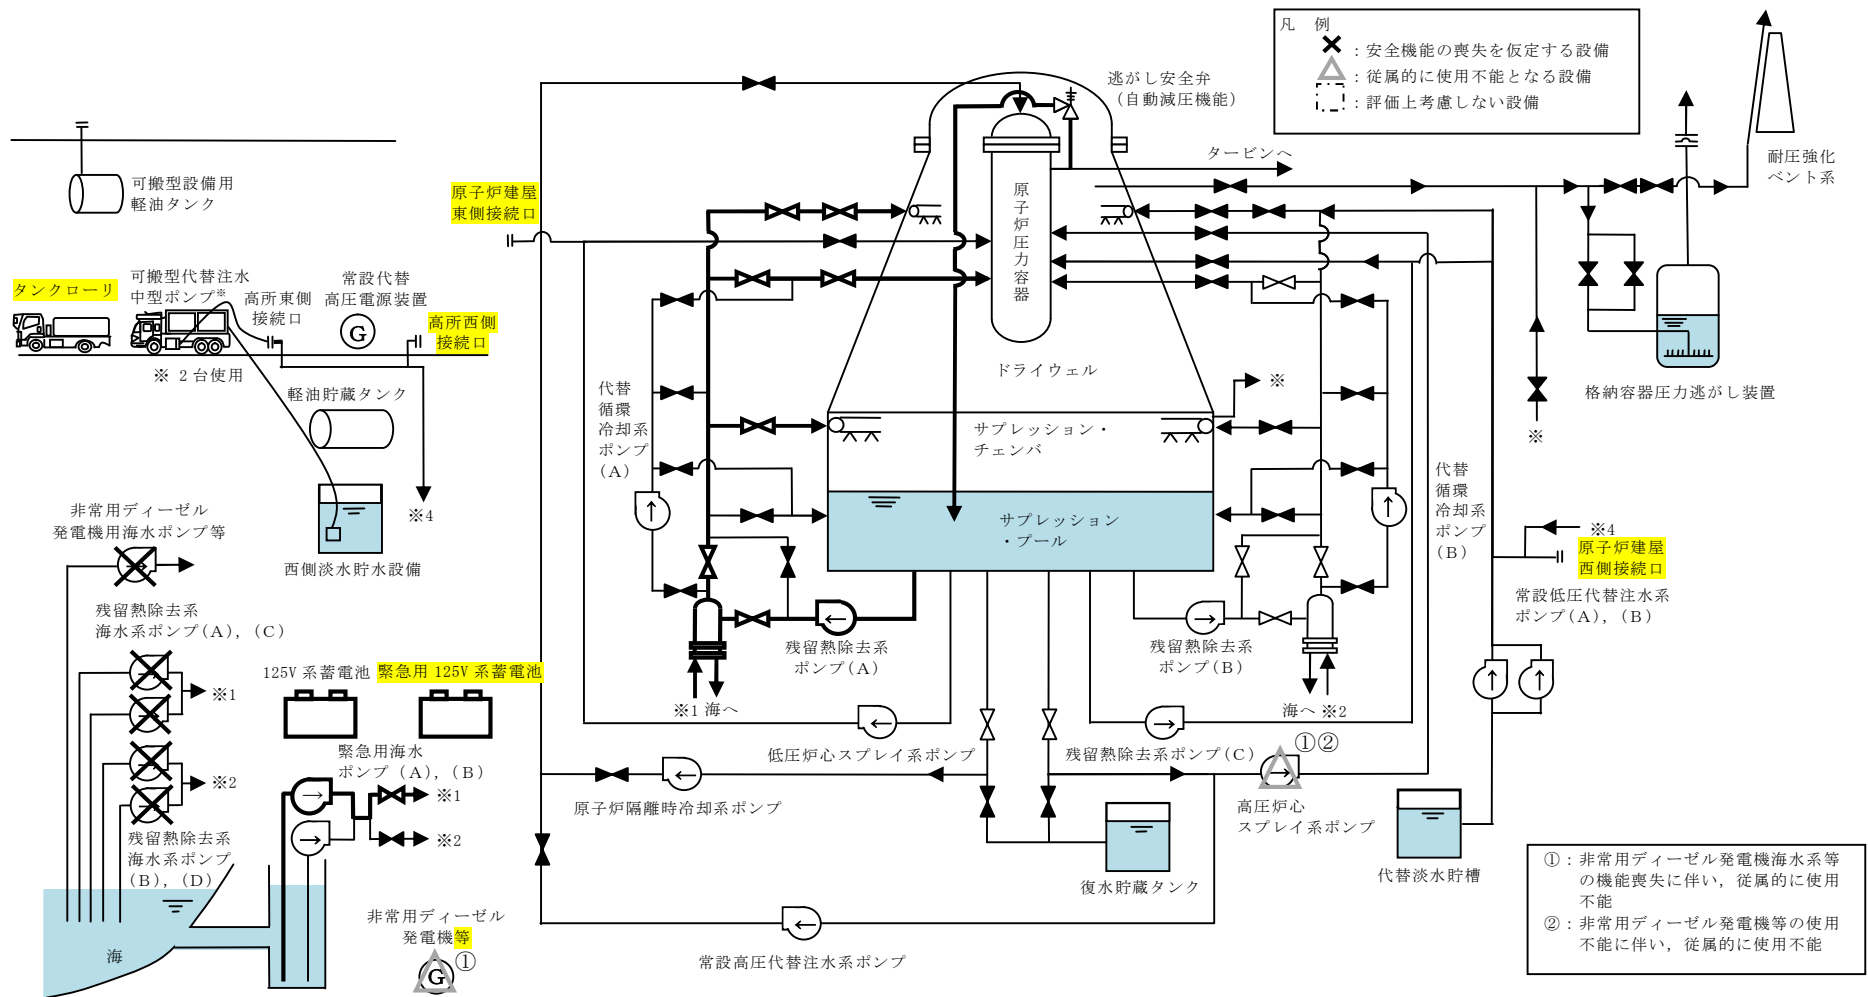 凡 例
：安全機能の喪失を仮定する設備
：従属的に使用不能となる設備
：評価上考慮しない設備
逃がし安全弁
（自動減圧機能）
タービンへ
耐圧強化
ベント系
可搬型設備用
軽油タンク
原子炉建屋
東側接続口
原子炉圧力容器
タンクローリ
可搬型代替注水
中型ポンプ※
高所東側
接続口
常設代替
高圧電源装置
G
高所西側
接続口
※ 2台使用
軽油貯蔵タンク
ドライウェル
※
格納容器圧力逃がし装置
※
代替
循環
冷却系
ポンプ
(A)
サプレッション・
チェンバ
サプレッション
・プール
代替
循環
冷却系
ポンプ
(B)
※4
西側淡水貯水設備
非常用ディーゼル
発電機用海水ポンプ等
※4
原子炉建屋
西側接続口
常設低圧代替注水系
ポンプ(A)，(B)
残留熱除去系
海水系ポンプ(A)，(C)
※1
125V 系蓄電池
緊急用 125V 系蓄電池
残留熱除去系
ポンプ(A)
残留熱除去系
ポンプ(B)
※1
海へ
海へ
※2
緊急用海水
ポンプ（A），（B）
※2
※1
※2
残留熱除去系
海水系ポンプ
(B)，(D)
低圧炉心スプレイ系ポンプ
残留熱除去系ポンプ(C)
①②
原子炉隔離時冷却系ポンプ
高圧炉心
スプレイ系ポンプ
復水貯蔵タンク
代替淡水貯槽
海
非常用ディーゼル
発電機等
①
G
常設高圧代替注水系ポンプ
①：非常用ディーゼル発電機海水系等
の機能喪失に伴い，従属的に使用
不能
②：非常用ディーゼル発電機等の使用
不能に伴い，従属的に使用不能